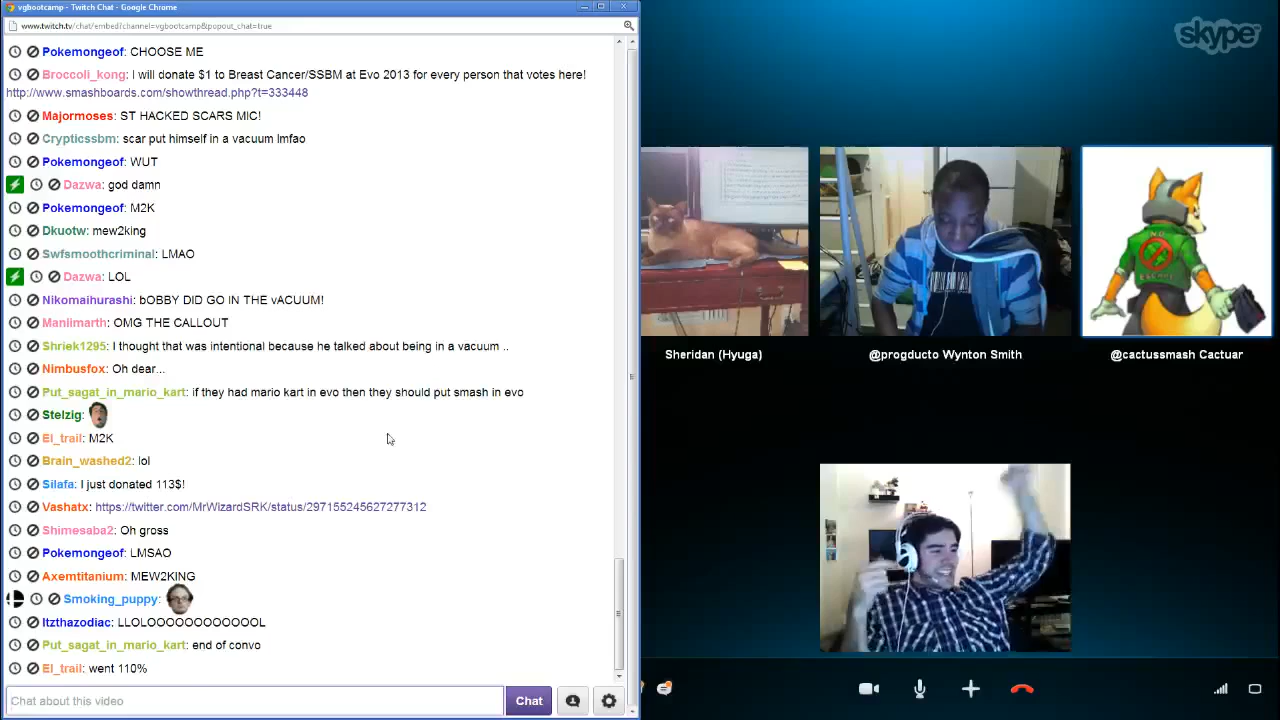 vgbootcamp - Twitch Chat - Google Chrome
www.twitch.tv/chat/embed?channel=vgbootcamp&popout_chat=true
Pokemongeof: CHOOSE ME
Broccoli_kong: I will donate $1 to Breast Cancer/SSBM at Evo 2013 for every person that votes here!
http://www.smashboards.com/showthread.php?t=333448
Majormoses: ST HACKED SCARS MIC!
Crypticssbm: scar put himself in a vacuum lmfao
Pokemongeof: WUT
Dazwa: god damn
Pokemongeof: M2K
Dkuotw: mew2king
Swfsmoothcriminal: LMAO
Dazwa: LOL
Nikomaihurashi: bOBBY DID GO IN THE vACUUM!
Manlimarth: OMG THE CALLOUT
Shriek1295: I thought that was intentional because he talked about being in a vacuum ..
Nimbusfox: Oh dear...
Put_sagat_in_mario_kart: if they had mario kart in evo then they should put smash in evo
Stelzig:
El_trail: M2K
Brain_washed2: lol
Silafa: I just donated 113$!
Vashatx: https://twitter.com/MrWizardSRK/status/297155245627277312
Shimesaba2: Oh gross
Pokemongeof: LMSAO
Axemtitanium: MEW2KING
Smoking_puppy:
Itzthazodiac: LLOLOOOOOOOOOOOL
Put_sagat_in_mario_kart: end of convo
El_trail: went 110%
Chat about this video
Chat
skype
NO
Sheridan (Hyuga)
@progducto Wynton Smith
@cactussmash Cactuar